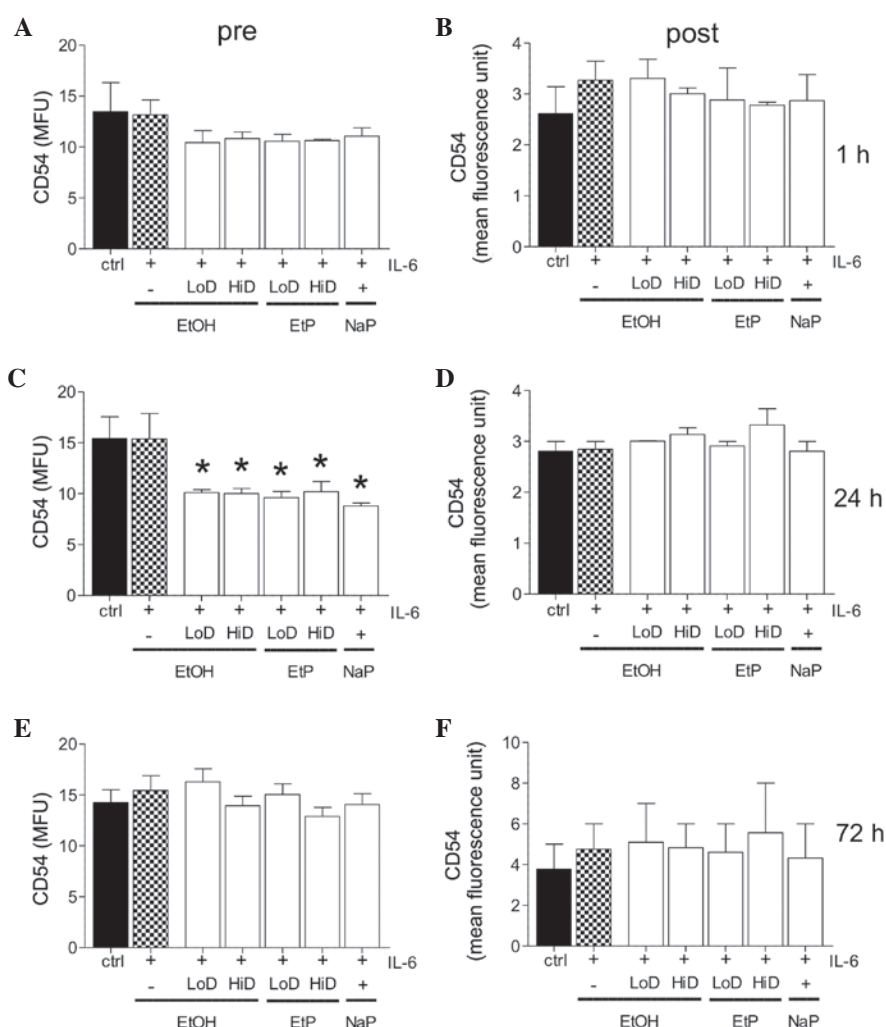 A
pre
20
15
10
5
0
CD54 (MFU)
ctrl + + + + + + IL-6
- LoD HiD LoD HiD +
EtOH EtP NaP
B
post
4
3
2
1
0
CD54
(mean fluorescence unit)
1 h
ctrl + + + + + + IL-6
- LoD HiD LoD HiD +
EtOH EtP NaP
C
20
15
10
5
0
CD54 (MFU)
* * * * *
ctrl + + + + + + IL-6
- LoD HiD LoD HiD +
EtOH EtP NaP
D
4
3
2
1
0
CD54
(mean fluorescence unit)
24 h
ctrl + + + + + + IL-6
- LoD HiD LoD HiD +
EtOH EtP NaP
E
20
15
10
5
0
CD54 (MFU)
ctrl + + + + + + IL-6
- LoD HiD LoD HiD +
EtOH EtP NaP
F
10
8
6
4
2
0
CD54
(mean fluorescence unit)
72 h
ctrl + + + + + + IL-6
- LoD HiD LoD HiD +
EtOH EtP NaP